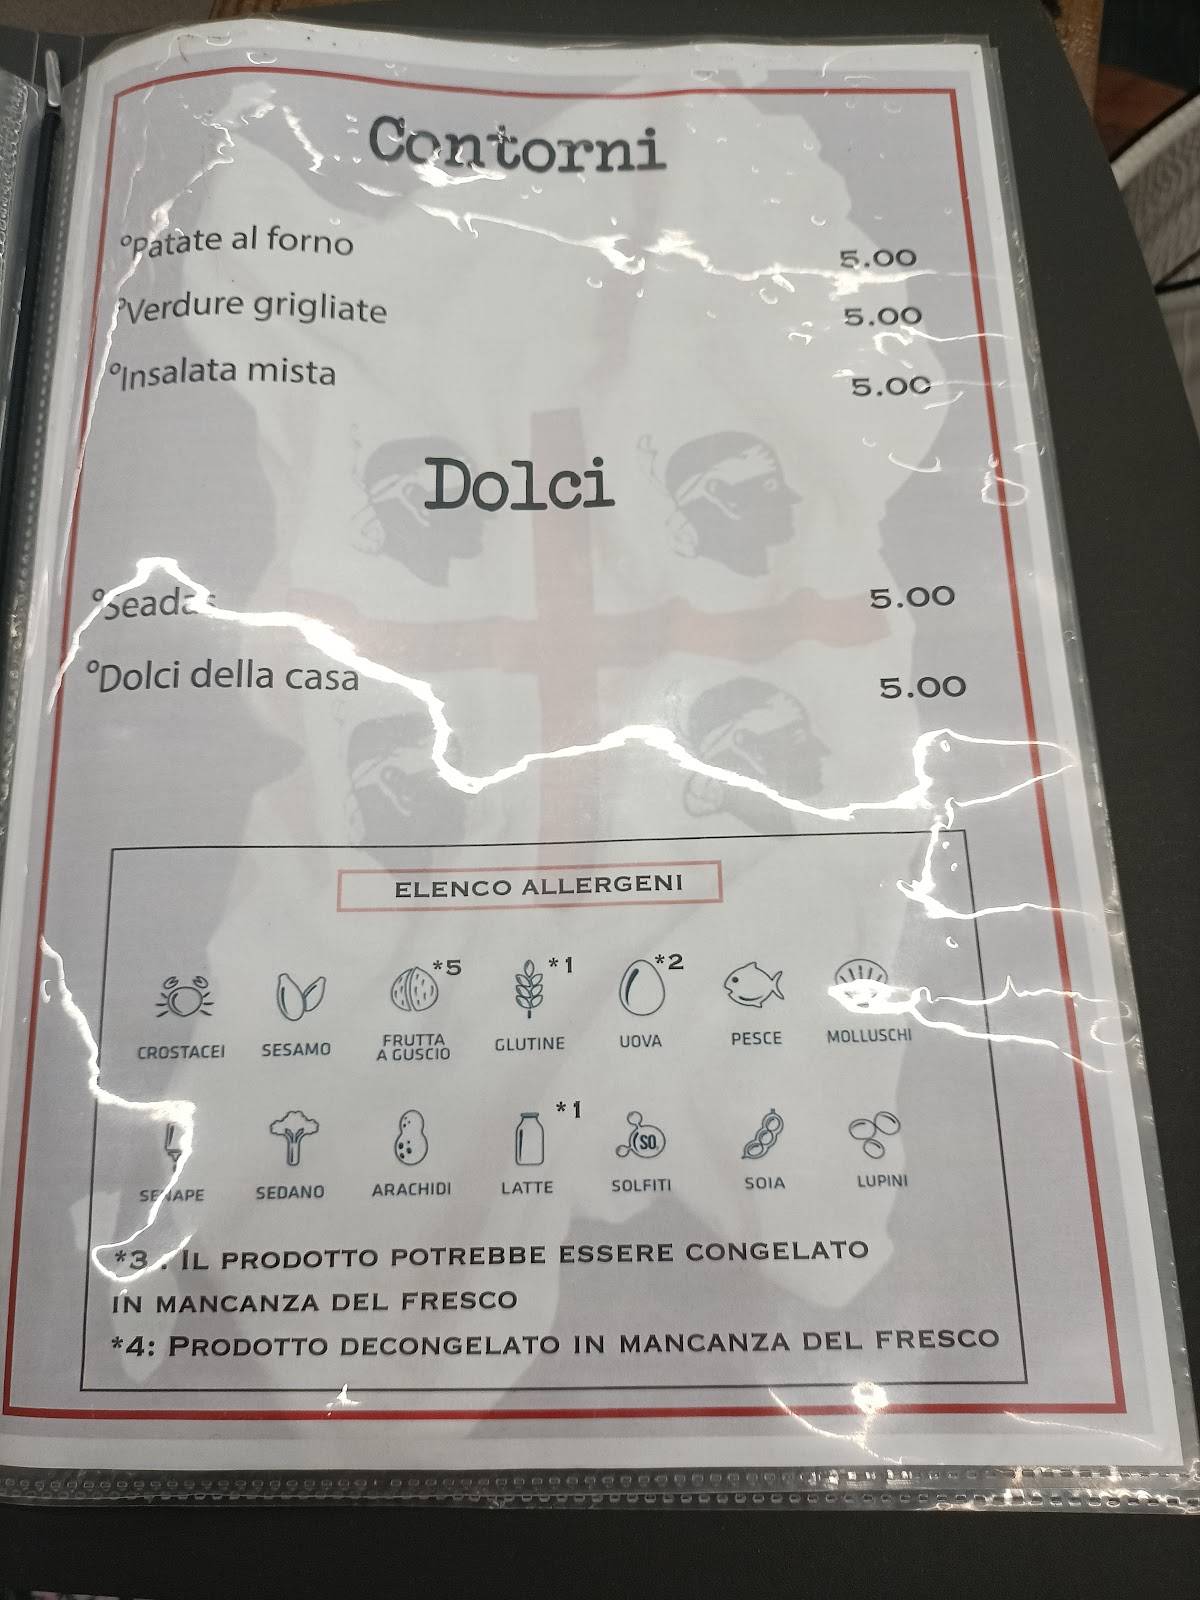 Contorni
°Patate al forno 5.00
°Verdure grigliate 5.00
°Insalata mista 5.00
Dolci
°Seadas 5.00
°Dolci della casa 5.00
ELENCO ALLERGENI
*5 *1 *2
CROSTACEI SESAMO FRUTTA A GUSCIO GLUTINE UOVA PESCE MOLLUSCHI
*1
SO
SENAPE SEDANO ARACHIDI LATTE SOLFITI SOIA LUPINI
*3 : IL PRODOTTO POTREBBE ESSERE CONGELATO
IN MANCANZA DEL FRESCO
*4: PRODOTTO DECONGELATO IN MANCANZA DEL FRESCO